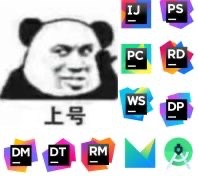 IJ PS
PC RD
上号
WS DP
DM DT RM